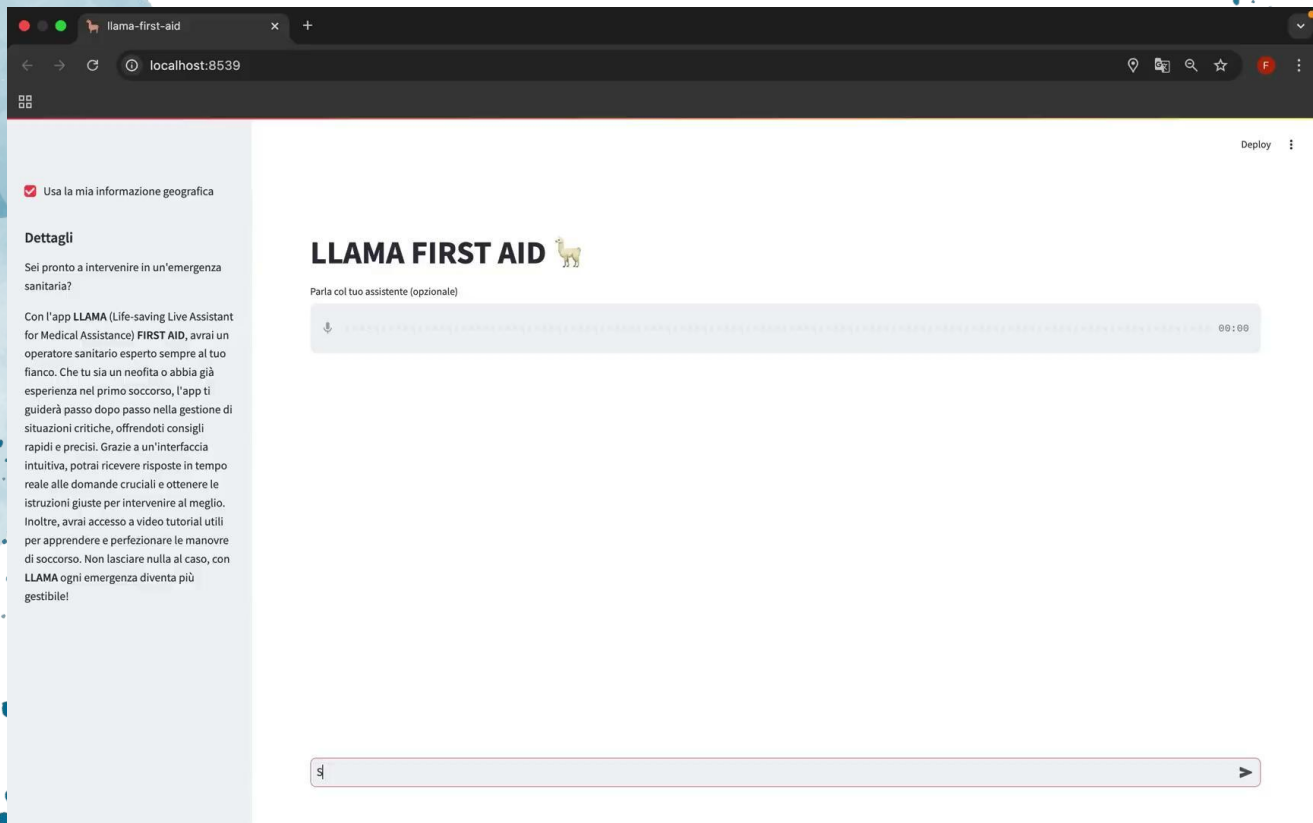 llama-first-aid
localhost:8539
F
Deploy
Usa la mia informazione geografica
Dettagli
Sei pronto a intervenire in un'emergenza
sanitaria?
Con l'app LLAMA (Life-saving Live Assistant
for Medical Assistance) FIRST AID, avrai un
operatore sanitario esperto sempre al tuo
fianco. Che tu sia un neofita o abbia già
esperienza nel primo soccorso, l'app ti
guiderà passo dopo passo nella gestione di
situazioni critiche, offrendoti consigli
rapidi e precisi. Grazie a un'interfaccia
intuitiva, potrai ricevere risposte in tempo
reale alle domande cruciali e ottenere le
istruzioni giuste per intervenire al meglio.
Inoltre, avrai accesso a video tutorial utili
per apprendere e perfezionare le manovre
di soccorso. Non lasciare nulla al caso, con
LLAMA ogni emergenza diventa più
gestibile!
LLAMA FIRST AID
Parla col tuo assistente (opzionale)
00:00
S